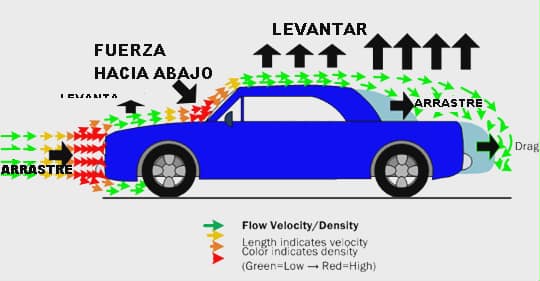 LEVANTAR
FUERZA
HACIA ABAJO
LEVANTA
ARRASTRE
ARRASTRE
Drag
Flow Velocity/Density
Length indicates velocity
Color indicates density
(Green=Low → Red=High)